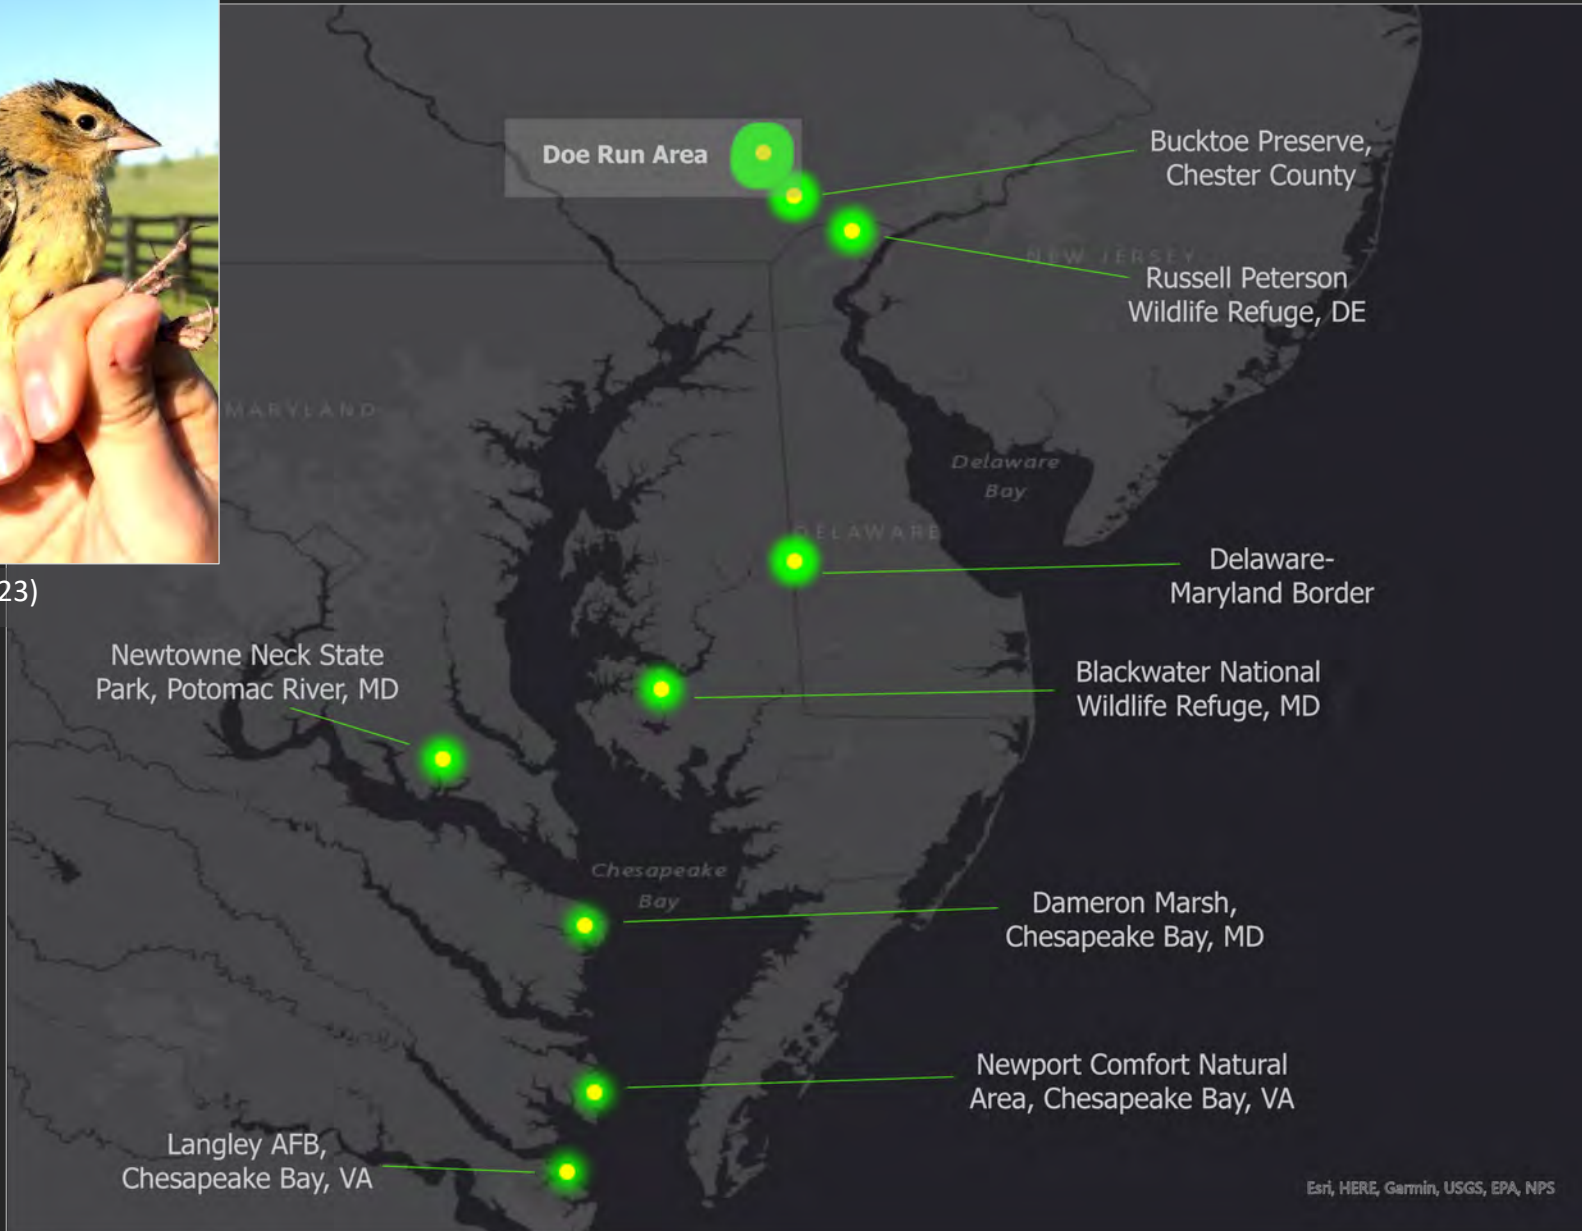 Doe Run Area
Bucktoe Preserve,
Chester County
NEW JERSEY
Russell Peterson
Wildlife Refuge, DE
MARYLAND
Delaware
Bay
DELAWARE
Delaware-
Maryland Border
23)
Newtowne Neck State
Park, Potomac River, MD
Blackwater National
Wildlife Refuge, MD
Chesapeake
Bay
Dameron Marsh,
Chesapeake Bay, MD
Newport Comfort Natural
Area, Chesapeake Bay, VA
Langley AFB,
Chesapeake Bay, VA
Esri, HERE, Garmin, USGS, EPA, NPS